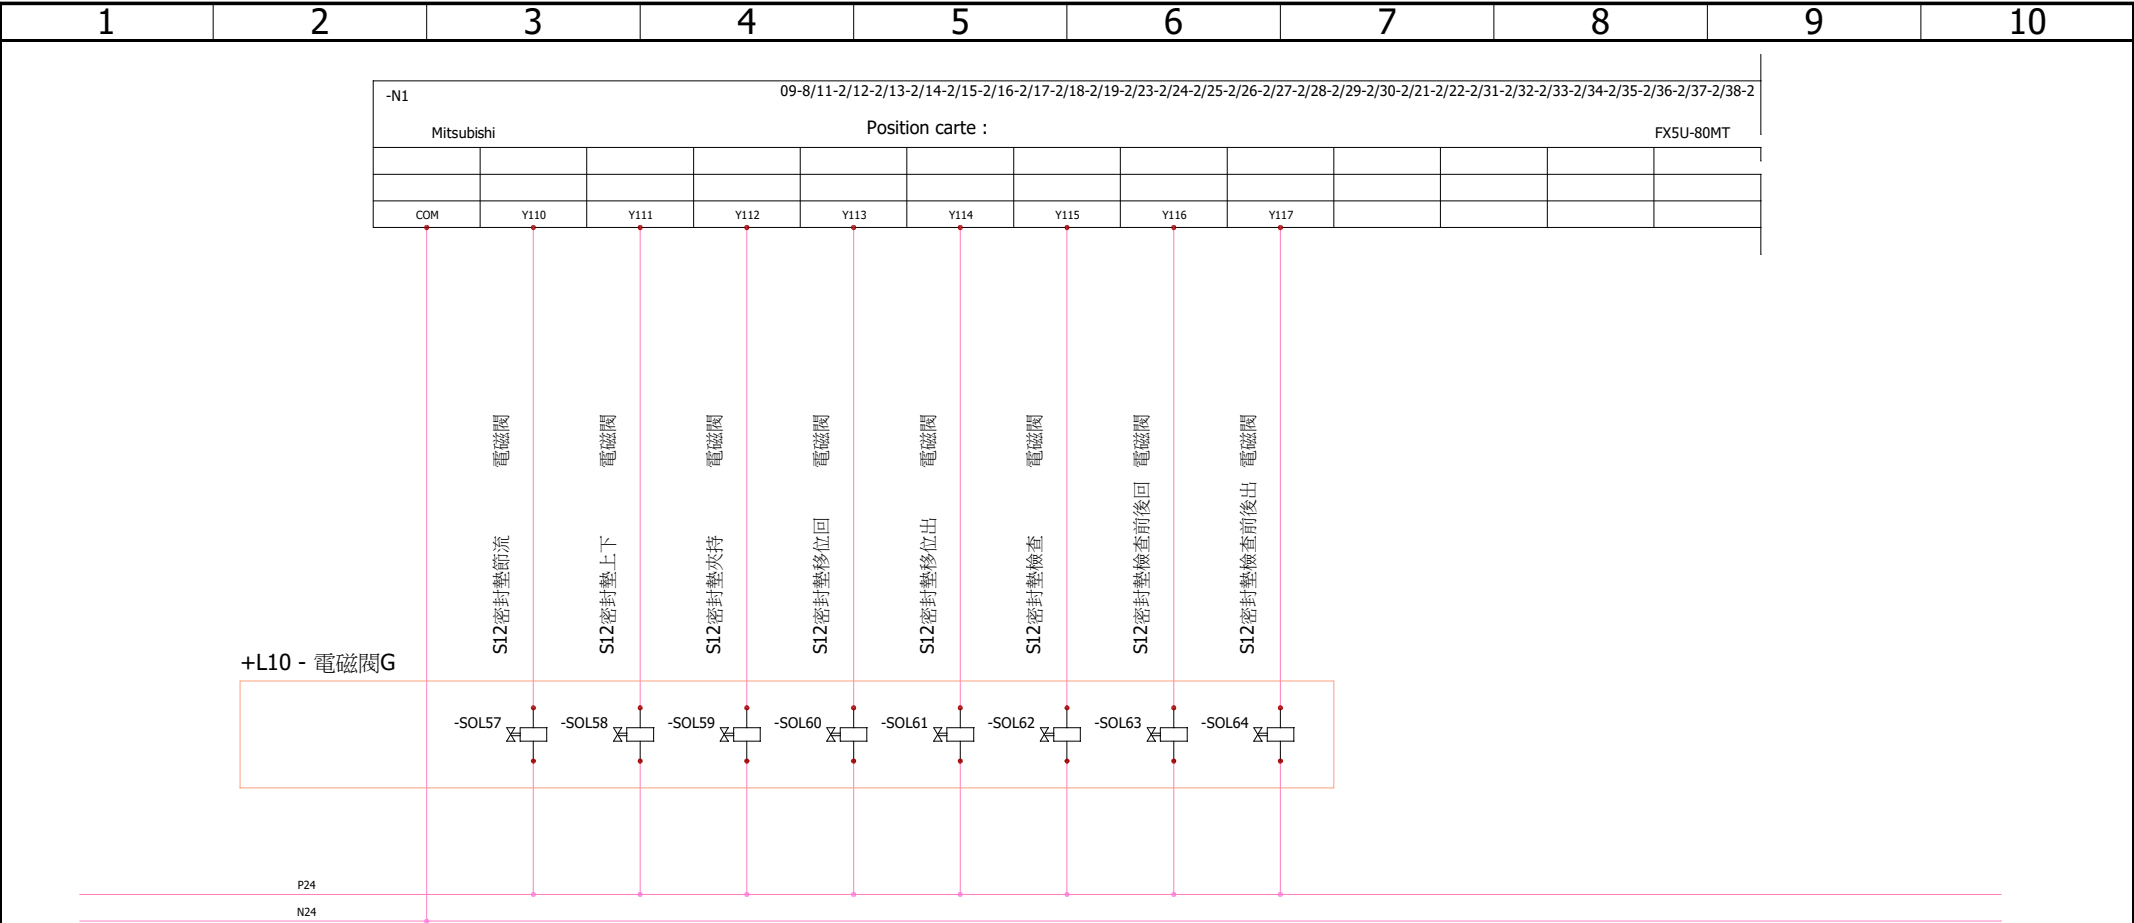 1 2 3 4 5 6 7 8 9 10
-N1 09-8/11-2/12-2/13-2/14-2/15-2/16-2/17-2/18-2/19-2/23-2/24-2/25-2/26-2/27-2/28-2/29-2/30-2/21-2/22-2/31-2/32-2/33-2/34-2/35-2/36-2/37-2/38-2
Mitsubishi Position carte : FX5U-80MT
COM Y110 Y111 Y112 Y113 Y114 Y115 Y116 Y117
S12密封墊節流 電磁閥
S12密封墊上下 電磁閥
S12密封墊夾持 電磁閥
S12密封墊移位回 電磁閥
S12密封墊移位出 電磁閥
S12密封墊檢查 電磁閥
S12密封墊檢查前後回 電磁閥
S12密封墊檢查前後出 電磁閥
+L10 - 電磁閥G
-SOL57 -SOL58 -SOL59 -SOL60 -SOL61 -SOL62 -SOL63 -SOL64
P24
N24